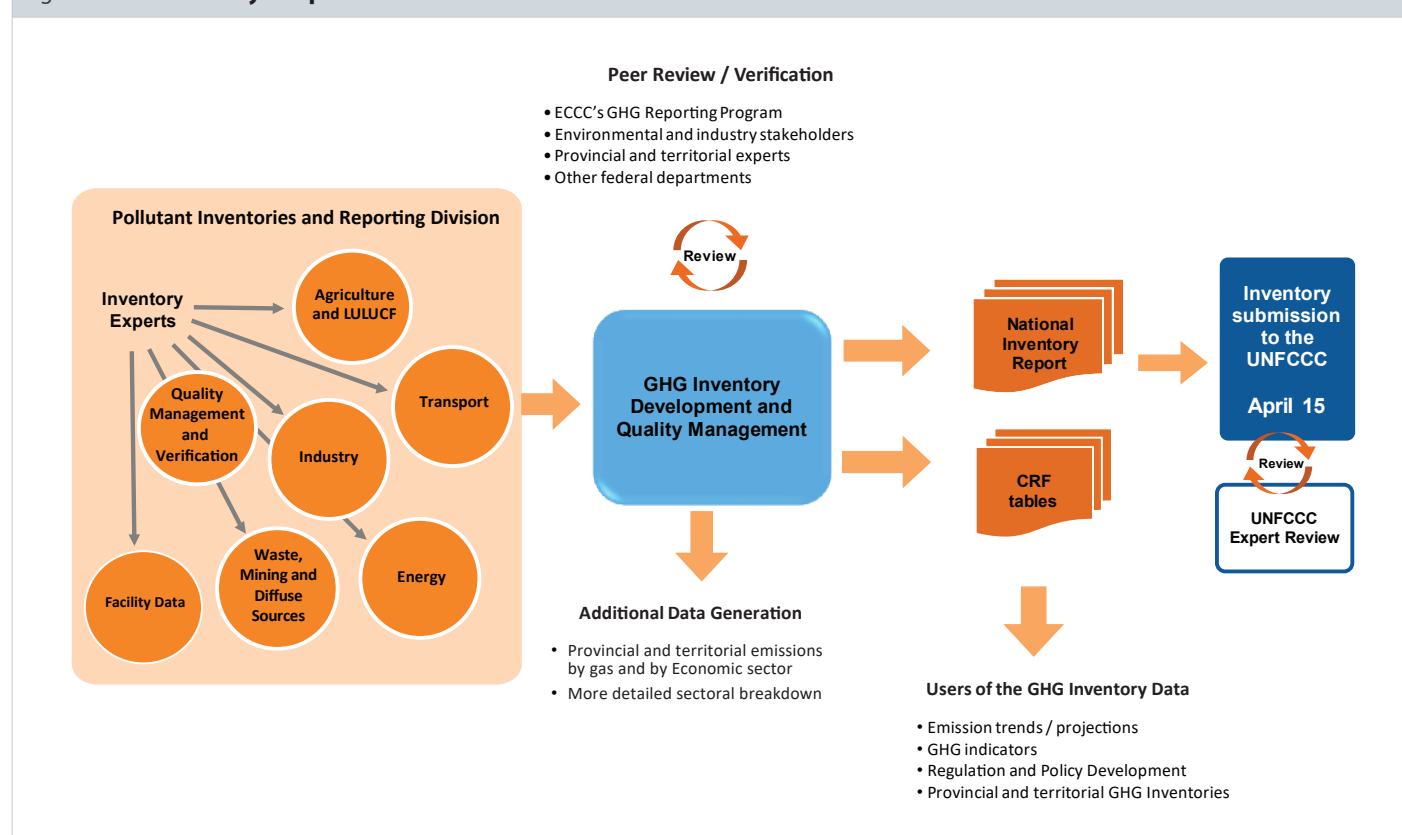 Peer Review / Verification
• ECCC's GHG Reporting Program
• Environmental and industry stakeholders
• Provincial and territorial experts
• Other federal departments
Pollutant Inventories and Reporting Division
Inventory
Experts
Agriculture
and LULUCF
Transport
Quality
Management
and
Verification
Industry
Facility Data
Waste,
Mining and
Diffuse
Sources
Energy
Review
GHG Inventory
Development and
Quality Management
Additional Data Generation
• Provincial and territorial emissions
by gas and by Economic sector
• More detailed sectoral breakdown
National
Inventory
Report
CRF
tables
Inventory
submission
to the
UNFCCC
April 15
Review
UNFCCC
Expert Review
Users of the GHG Inventory Data
• Emission trends / projections
• GHG indicators
• Regulation and Policy Development
• Provincial and territorial GHG Inventories